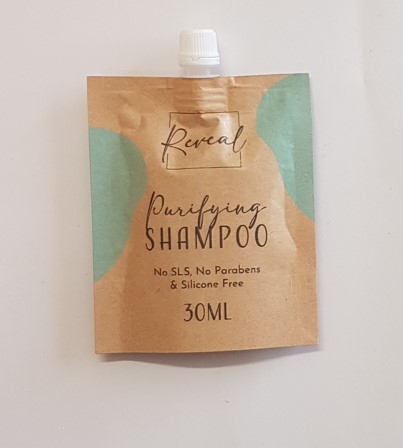 Reveal
Purifying
SHAMPOO
No SLS, No Parabens
& Silicone Free
30ML